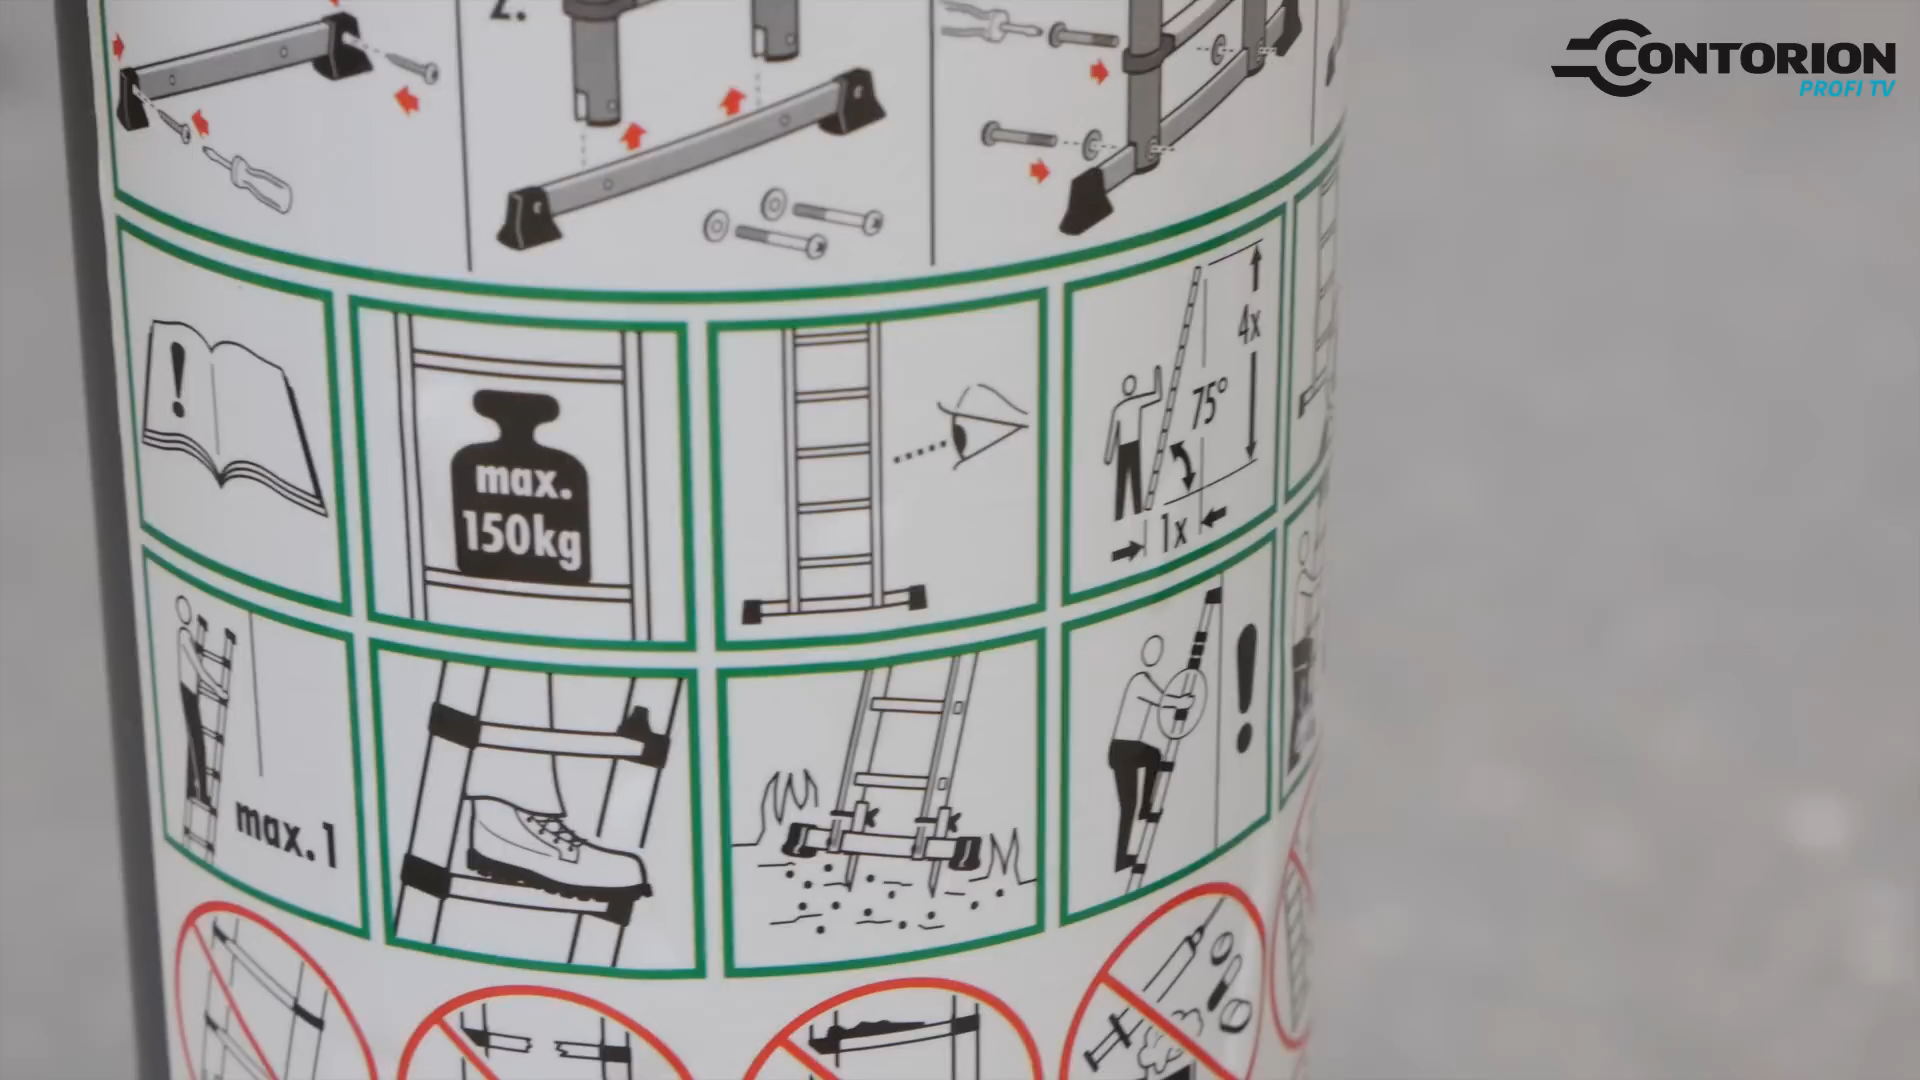 2.
CONTORION
PROFI TV
!
max.
150kg
4x
75°
1x
max. 1
!